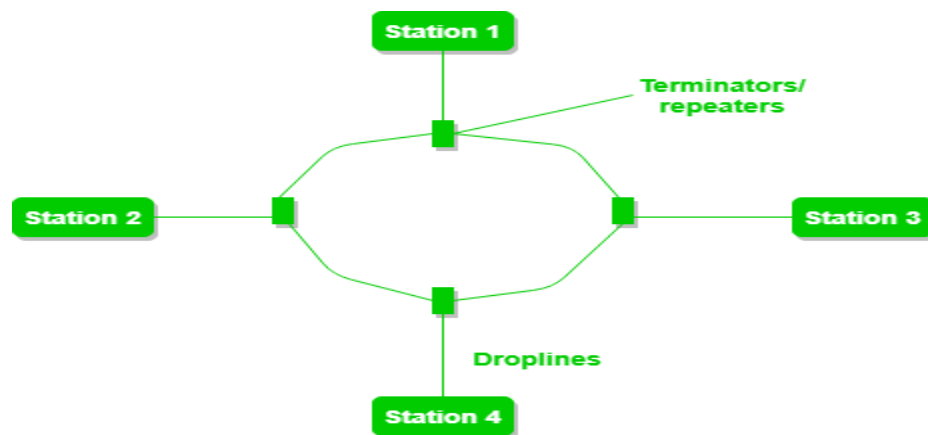 Station 1
Terminators/
repeaters
Station 2
Station 3
Droplines
Station 4